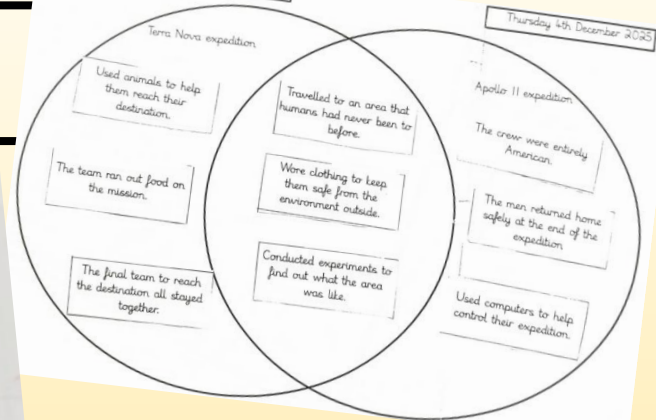 Thursday 4th December 2025
Terra Nova expedition
Used animals to help
them reach their
destination.
The team ran out food on
the mission.
The final team to reach
the destination all stayed
together.
Travelled to an area that
humans had never been to
before.
Wore clothing to keep
them safe from the
environment outside.
Conducted experiments to
find out what the area
was like.
Apollo 11 expedition
The crew were entirely
American.
The men returned home
safely at the end of the
expedition
Used computers to help
control their expedition.